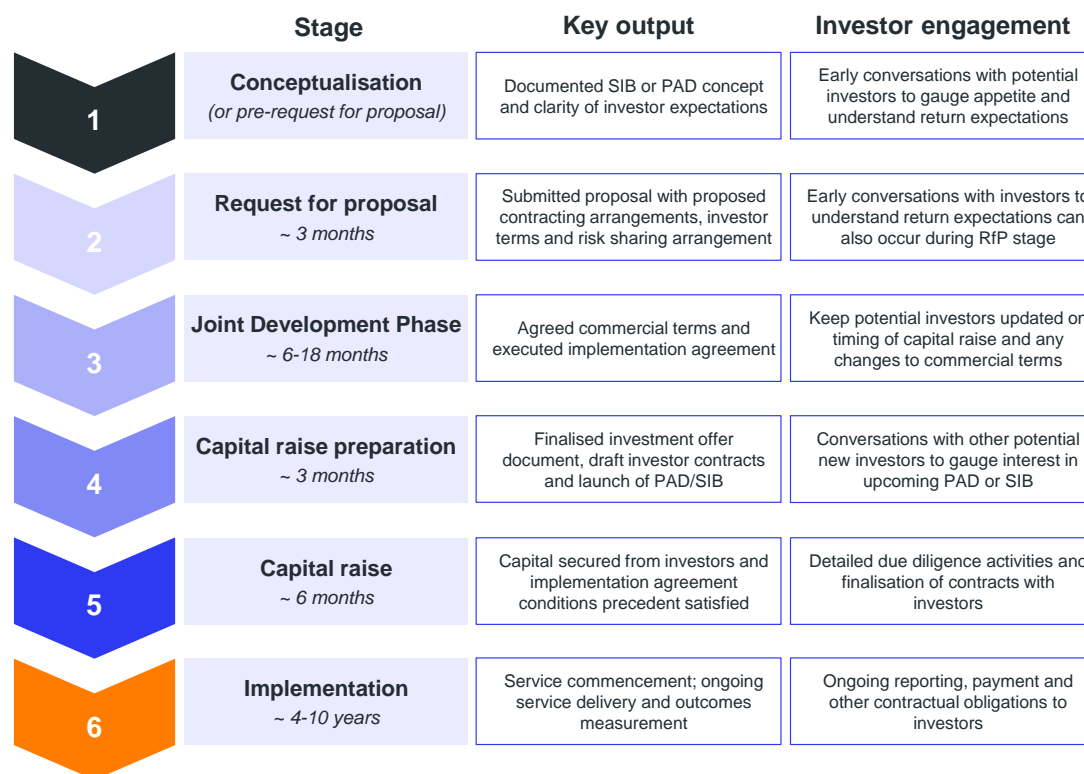 Stage
Key output
Investor engagement
1
Conceptualisation
(or pre-request for proposal)
Documented SIB or PAD concept
and clarity of investor expectations
Early conversations with potential
investors to gauge appetite and
understand return expectations
2
Request for proposal
~ 3 months
Submitted proposal with proposed
contracting arrangements, investor
terms and risk sharing arrangement
Early conversations with investors to
understand return expectations can
also occur during RfP stage
3
Joint Development Phase
~ 6-18 months
Agreed commercial terms and
executed implementation agreement
Keep potential investors updated on
timing of capital raise and any
changes to commercial terms
4
Capital raise preparation
~ 3 months
Finalised investment offer
document, draft investor contracts
and launch of PAD/SIB
Conversations with other potential
new investors to gauge interest in
upcoming PAD or SIB
5
Capital raise
~ 6 months
Capital secured from investors and
implementation agreement
conditions precedent satisfied
Detailed due diligence activities and
finalisation of contracts with
investors
6
Implementation
~ 4-10 years
Service commencement; ongoing
service delivery and outcomes
measurement
Ongoing reporting, payment and
other contractual obligations to
investors